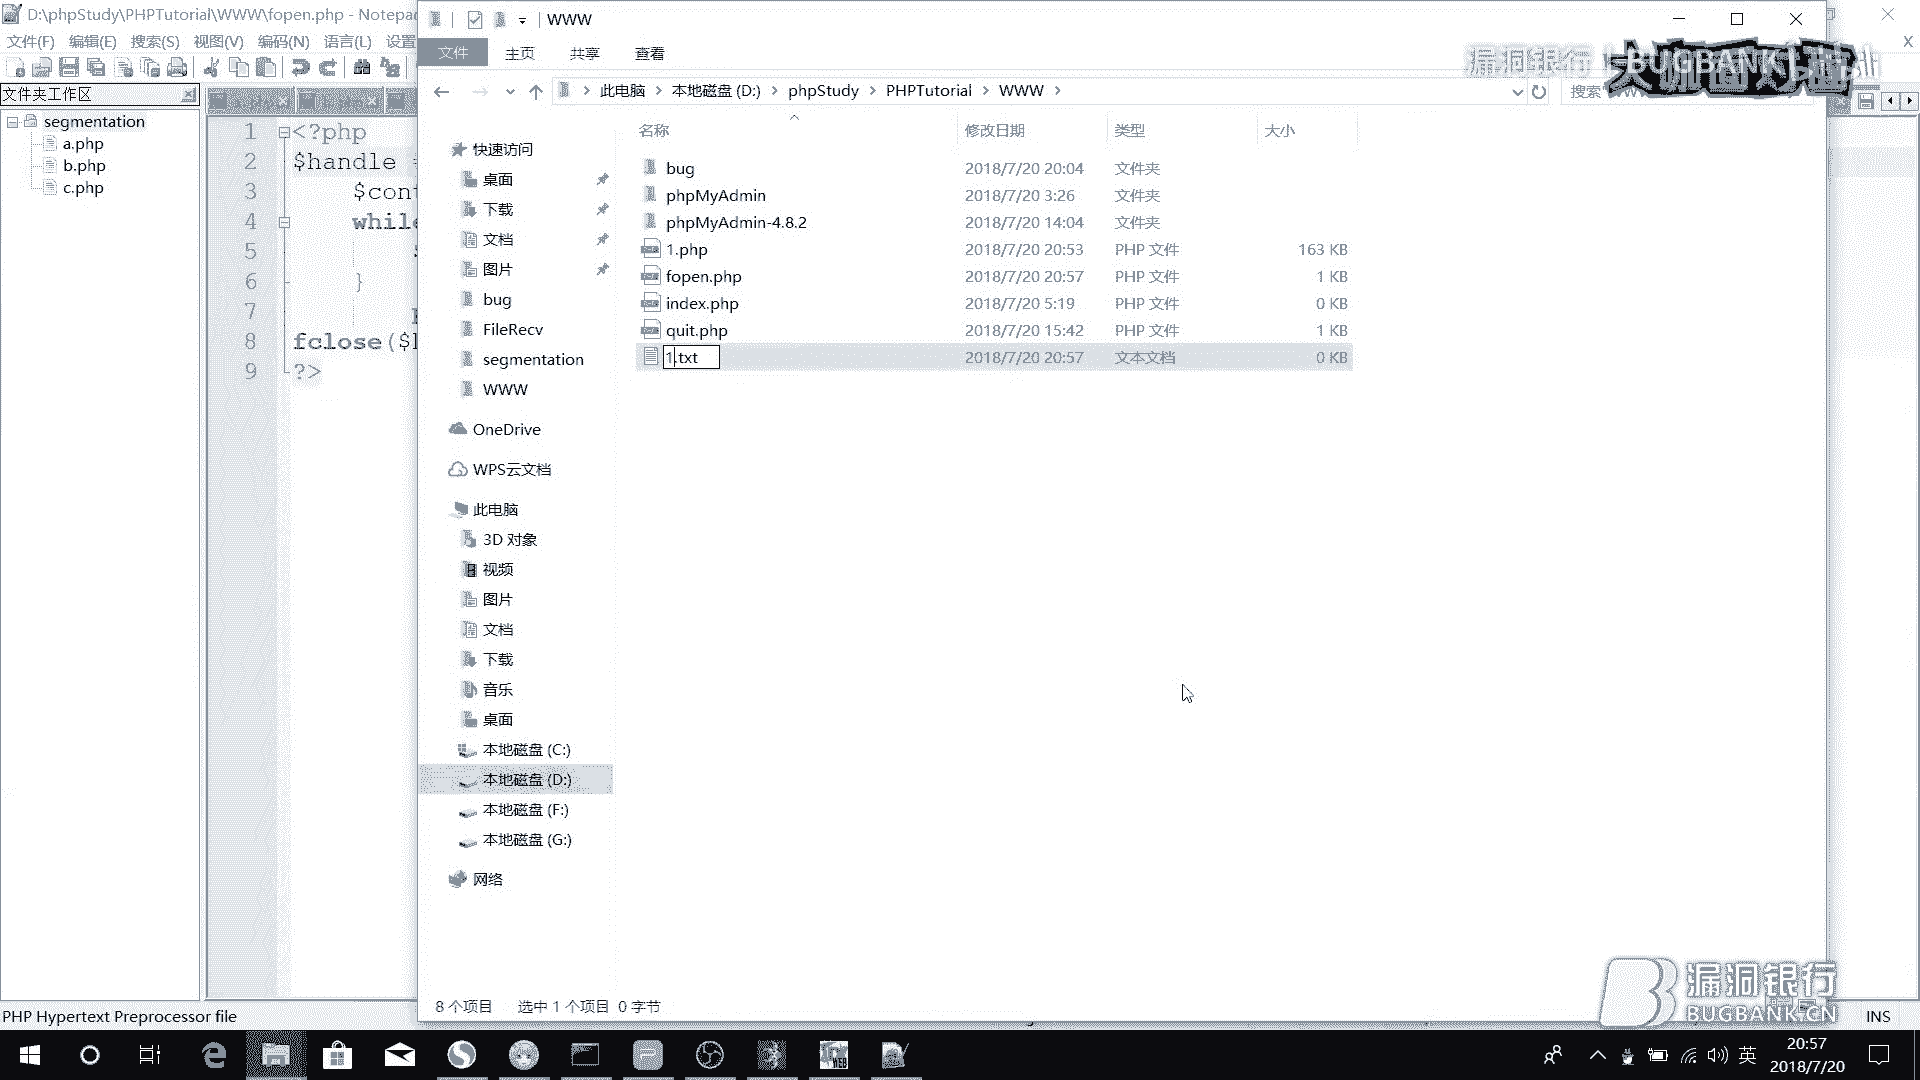 D:\phpStudy\PHPTutorial\WWW\fopen.php - Notepa
文件(F) 编辑(E) 搜索(S) 视图(V) 编码(N) 语言(L) 设置
文件夹工作区
segmentation
a.php
b.php
c.php
1 <?php
2 $handle
3 $cont
4 while
5 $
6 }
7
8 fclose($
9 ?>
PHP Hypertext Preprocessor file
WWW
文件 主页 共享 查看
此电脑 本地磁盘 (D:) phpStudy PHPTutorial WWW
搜索"WWW
漏洞银行 BUGBANK
快速访问
桌面
下载
文档
图片
bug
FileRecv
segmentation
WWW
OneDrive
WPS云文档
此电脑
3D 对象
视频
图片
文档
下载
音乐
桌面
本地磁盘 (C:)
本地磁盘 (D:)
本地磁盘 (F:)
本地磁盘 (G:)
网络
名称 修改日期 类型 大小
bug 2018/7/20 20:04 文件夹
phpMyAdmin 2018/7/20 3:26 文件夹
phpMyAdmin-4.8.2 2018/7/20 14:04 文件夹
1.php 2018/7/20 20:53 PHP 文件 163 KB
fopen.php 2018/7/20 20:57 PHP 文件 1 KB
index.php 2018/7/20 5:19 PHP 文件 0 KB
quit.php 2018/7/20 15:42 PHP 文件 1 KB
1.txt 2018/7/20 20:57 文本文档 0 KB
8 个项目 选中 1 个项目 0 字节
漏洞银行
BUGBANK.CN
INS
英
20:57
2018/7/20